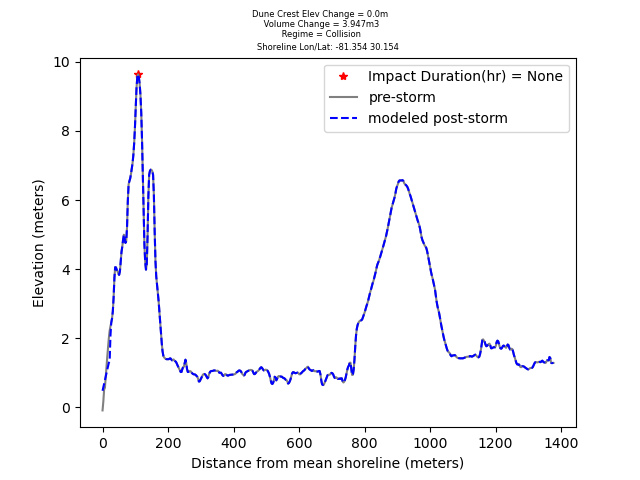 Dune Crest Elev Change = 0.0m
Volume Change = 3.947m3
Regime = Collision
Shoreline Lon/Lat: -81.354 30.154
Impact Duration(hr) = None
pre-storm
modeled post-storm
Elevation (meters)
10
8
6
4
2
0
0 200 400 600 800 1000 1200 1400
Distance from mean shoreline (meters)